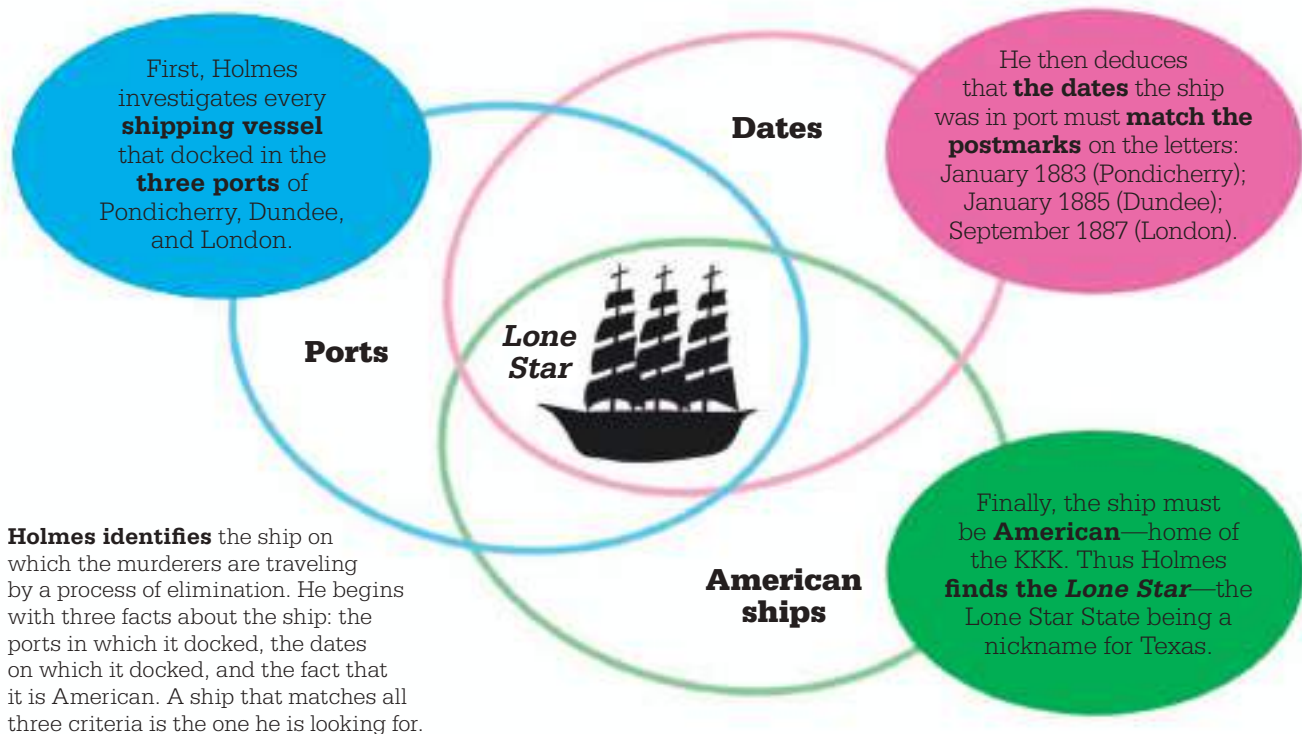 First, Holmes
investigates every
shipping vessel
that docked in the
three ports of
Pondicherry, Dundee,
and London.
Dates
He then deduces
that the dates the ship
was in port must match the
postmarks on the letters:
January 1883 (Pondicherry);
January 1885 (Dundee);
September 1887 (London).
Ports
Lone
Star
Holmes identifies the ship on
which the murderers are traveling
by a process of elimination. He begins
with three facts about the ship: the
ports in which it docked, the dates
on which it docked, and the fact that
it is American. A ship that matches all
three criteria is the one he is looking for.
American
ships
Finally, the ship must
be American—home of
the KKK. Thus Holmes
finds the Lone Star—the
Lone Star State being a
nickname for Texas.